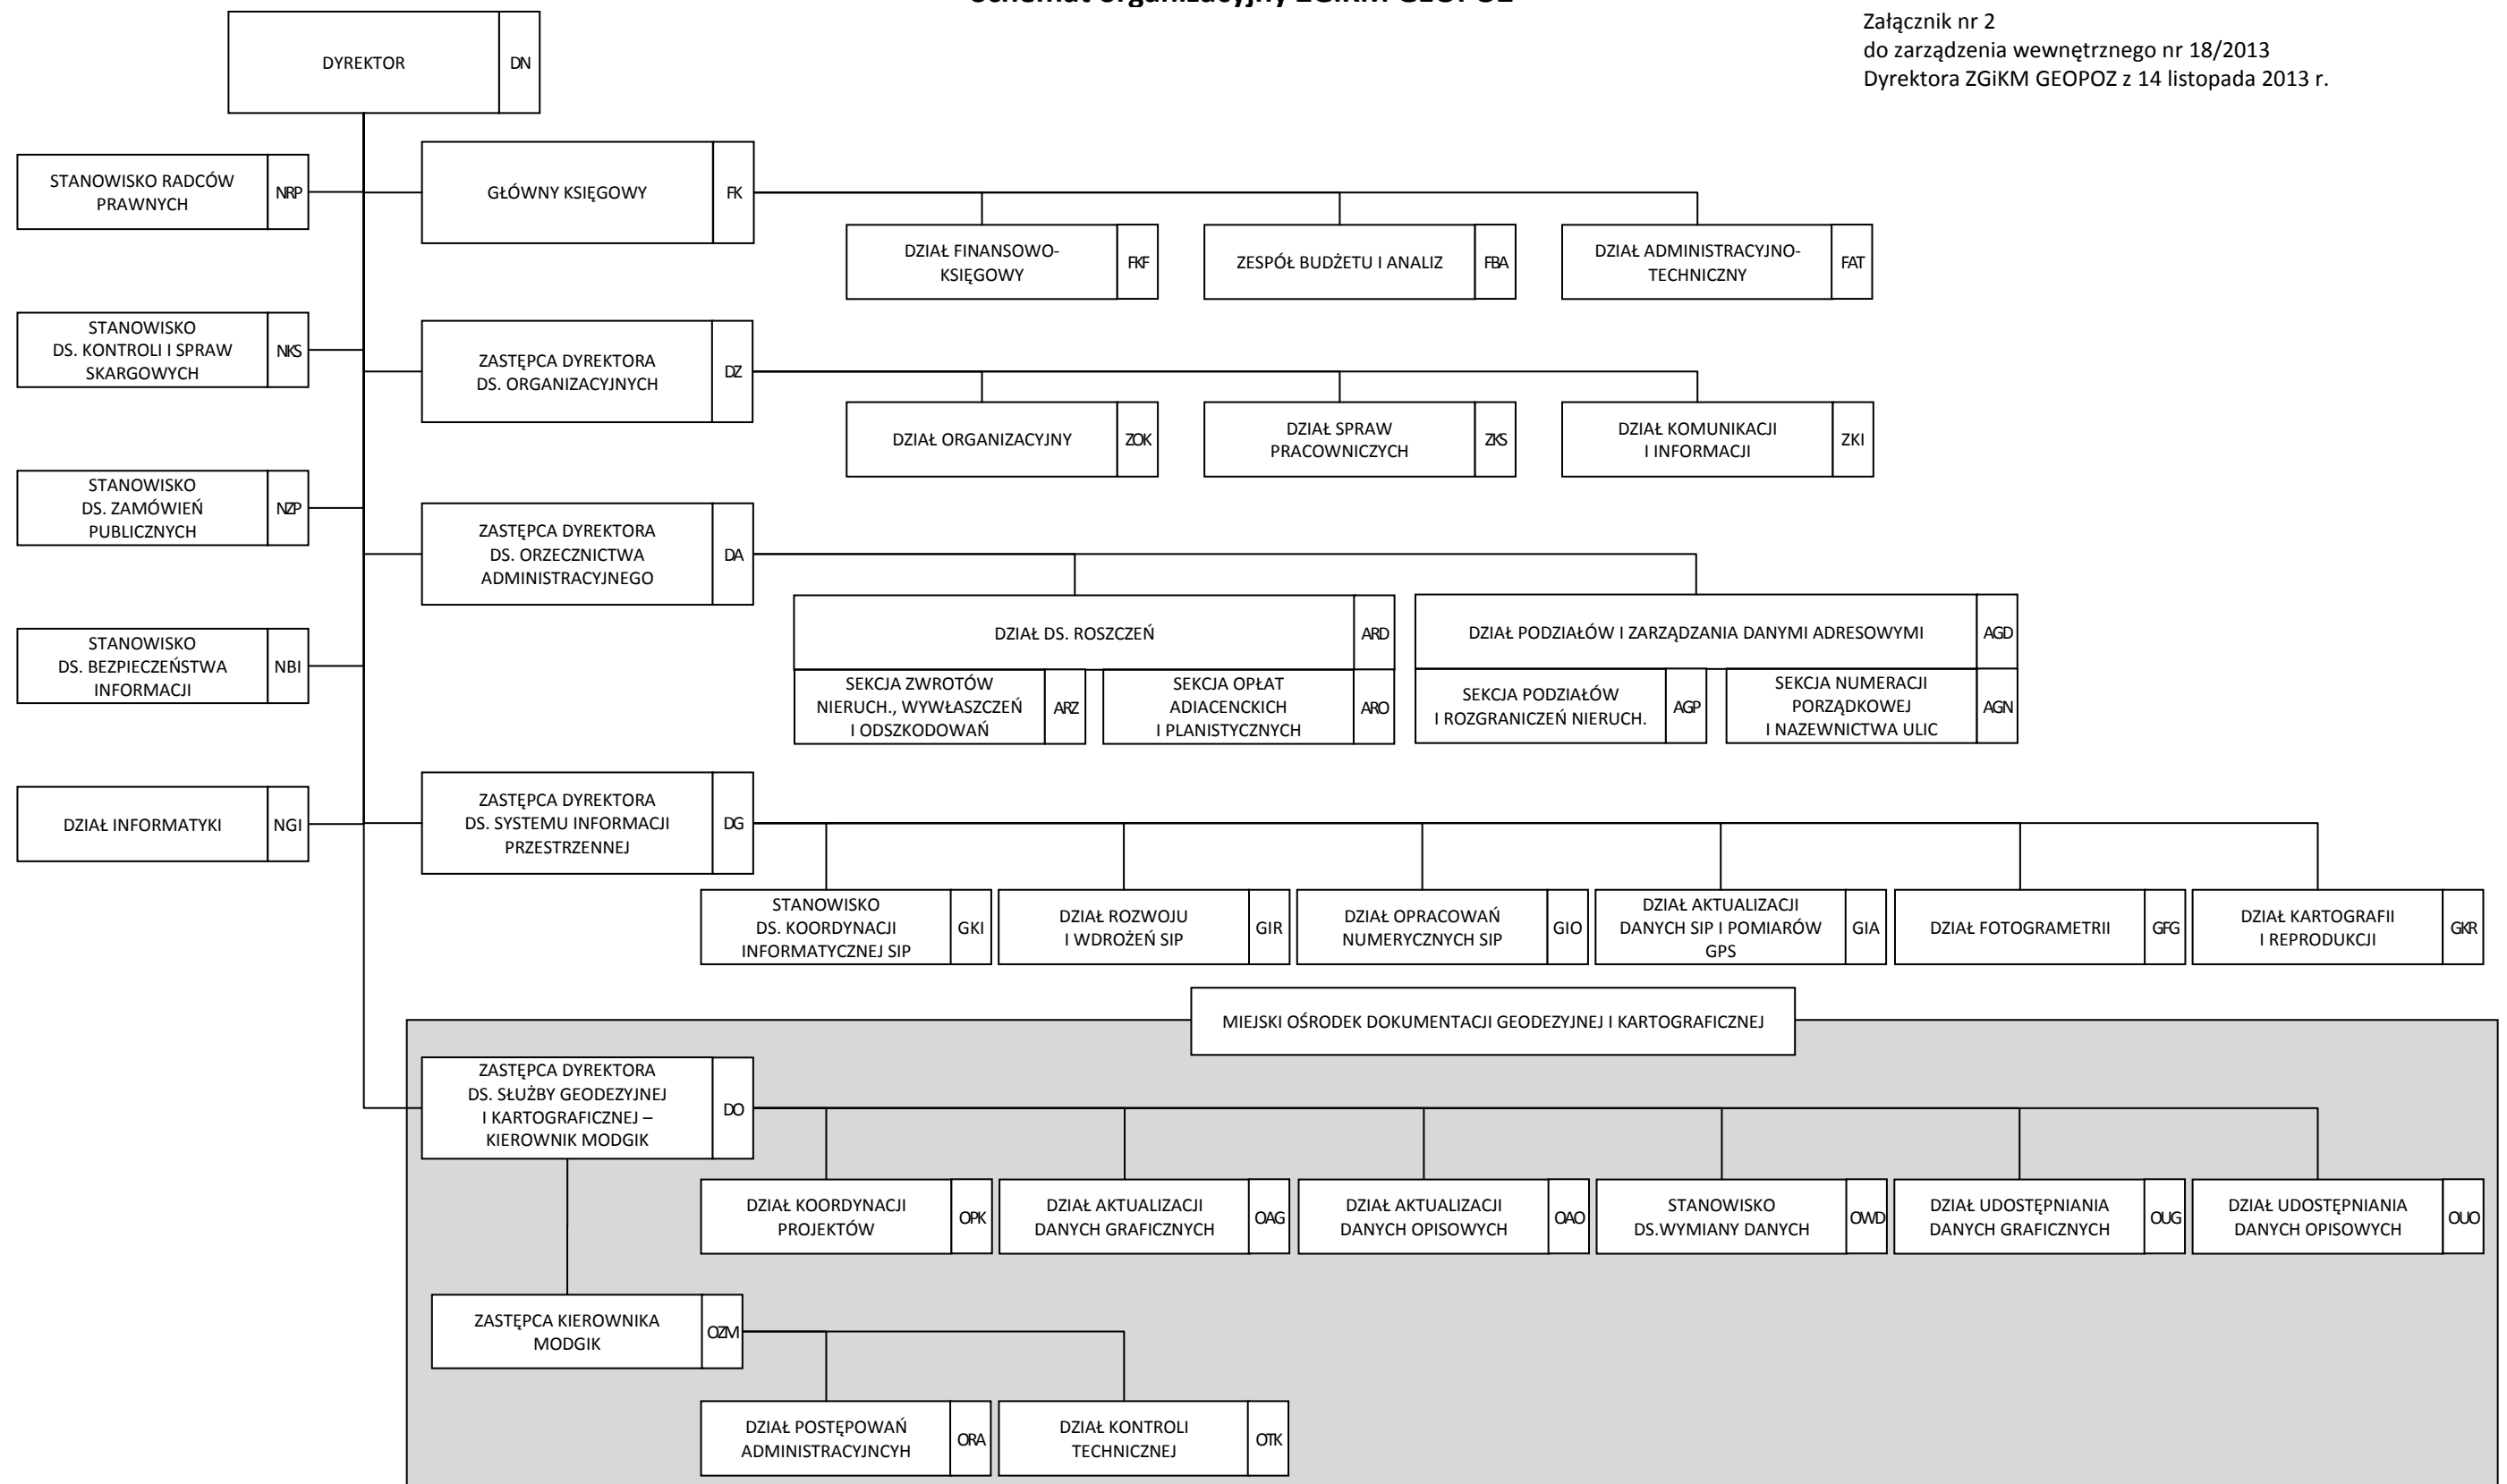 Schemat organizacyjny ZGiKM GEOPOZ
Załącznik nr 2
do zarządzenia wewnętrznego nr 18/2013
Dyrektora ZGiKM GEOPOZ z 14 listopada 2013 r.
DYREKTOR
DN
STANOWISKO RADCÓW
PRAWNYCH
NRP
GŁÓWNY KSIĘGOWY
FK
DZIAŁ FINANSOWO-
KSIĘGOWY
FKF
ZESPÓŁ BUDŻETU I ANALIZ
FBA
DZIAŁ ADMINISTRACYJNO-
TECHNICZNY
FAT
STANOWISKO
DS. KONTROLI I SPRAW
SKARGOWYCH
NKS
ZASTĘPCA DYREKTORA
DS. ORGANIZACYJNYCH
DZ
DZIAŁ ORGANIZACYJNY
ZOK
DZIAŁ SPRAW
PRACOWNICZYCH
ZKS
DZIAŁ KOMUNIKACJI
I INFORMACJI
ZKI
STANOWISKO
DS. ZAMÓWIEŃ
PUBLICZNYCH
NZP
ZASTĘPCA DYREKTORA
DS. ORZECZNICTWA
ADMINISTRACYJNEGO
DA
DZIAŁ DS. ROSZCZEŃ
ARD
DZIAŁ PODZIAŁÓW I ZARZĄDZANIA DANYMI ADRESOWYMI
AGD
SEKCJA ZWROTÓW
NIERUCH., WYWŁASZCZEŃ
I ODSZKODOWAŃ
ARZ
SEKCJA OPŁAT
ADIACENCKICH
I PLANISTYCZNYCH
ARO
SEKCJA PODZIAŁÓW
I ROZGRANICZEŃ NIERUCH.
AGP
SEKCJA NUMERACJI
PORZĄDKOWEJ
I NAZEWNICTWA ULIC
AGN
STANOWISKO
DS. BEZPIECZEŃSTWA
INFORMACJI
NBI
DZIAŁ INFORMATYKI
NGI
ZASTĘPCA DYREKTORA
DS. SYSTEMU INFORMACJI
PRZESTRZENNEJ
DG
STANOWISKO
DS. KOORDYNACJI
INFORMATYCZNEJ SIP
GKI
DZIAŁ ROZWOJU
I WDROŻEŃ SIP
GIR
DZIAŁ OPRACOWAŃ
NUMERYCZNYCH SIP
GIO
DZIAŁ AKTUALIZACJI
DANYCH SIP I POMIARÓW
GPS
GIA
DZIAŁ FOTOGRAMETRII
GFG
DZIAŁ KARTOGRAFII
I REPRODUKCJI
GKR
MIEJSKI OŚRODEK DOKUMENTACJI GEODEZYJNEJ I KARTOGRAFICZNEJ
ZASTĘPCA DYREKTORA
DS. SŁUŻBY GEODEZYJNEJ
I KARTOGRAFICZNEJ –
KIEROWNIK MODGIK
DO
DZIAŁ KOORDYNACJI
PROJEKTÓW
OPK
DZIAŁ AKTUALIZACJI
DANYCH GRAFICZNYCH
OAG
DZIAŁ AKTUALIZACJI
DANYCH OPISOWYCH
OAO
STANOWISKO
DS.WYMIANY DANYCH
OWD
DZIAŁ UDOSTĘPNIANIA
DANYCH GRAFICZNYCH
OUG
DZIAŁ UDOSTĘPNIANIA
DANYCH OPISOWYCH
OUO
ZASTĘPCA KIEROWNIKA
MODGIK
OZM
DZIAŁ POSTĘPOWAŃ
ADMINISTRACYJNCYH
ORA
DZIAŁ KONTROLI
TECHNICZNEJ
OTK